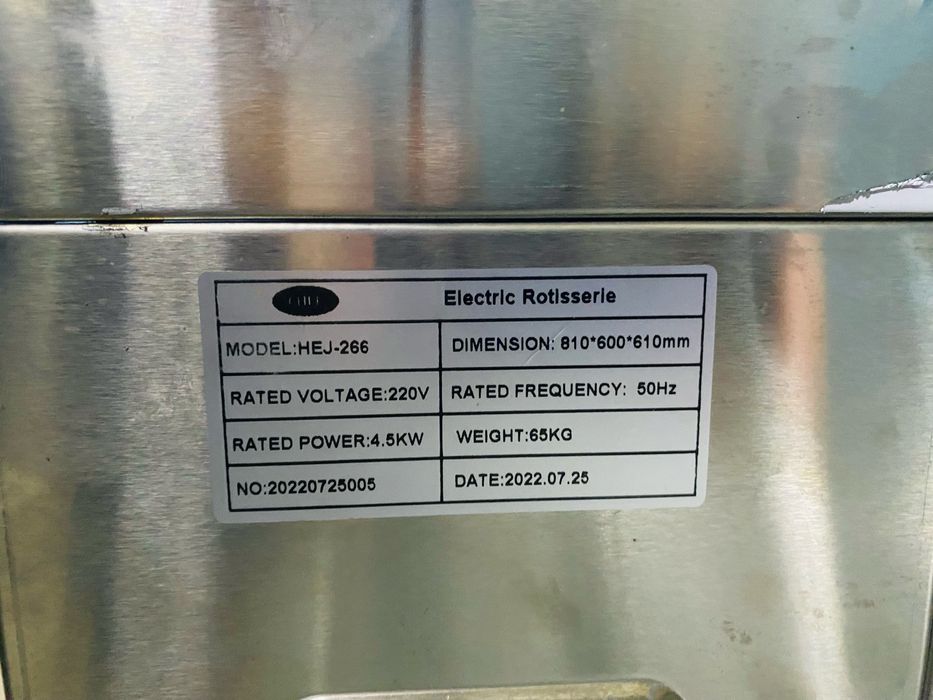 Electric Rotisserie
MODEL:HEJ-266
DIMENSION: 810*600*610mm
RATED VOLTAGE:220V
RATED FREQUENCY: 50Hz
RATED POWER:4.5KW
WEIGHT:65KG
NO:20220725005
DATE:2022.07.25